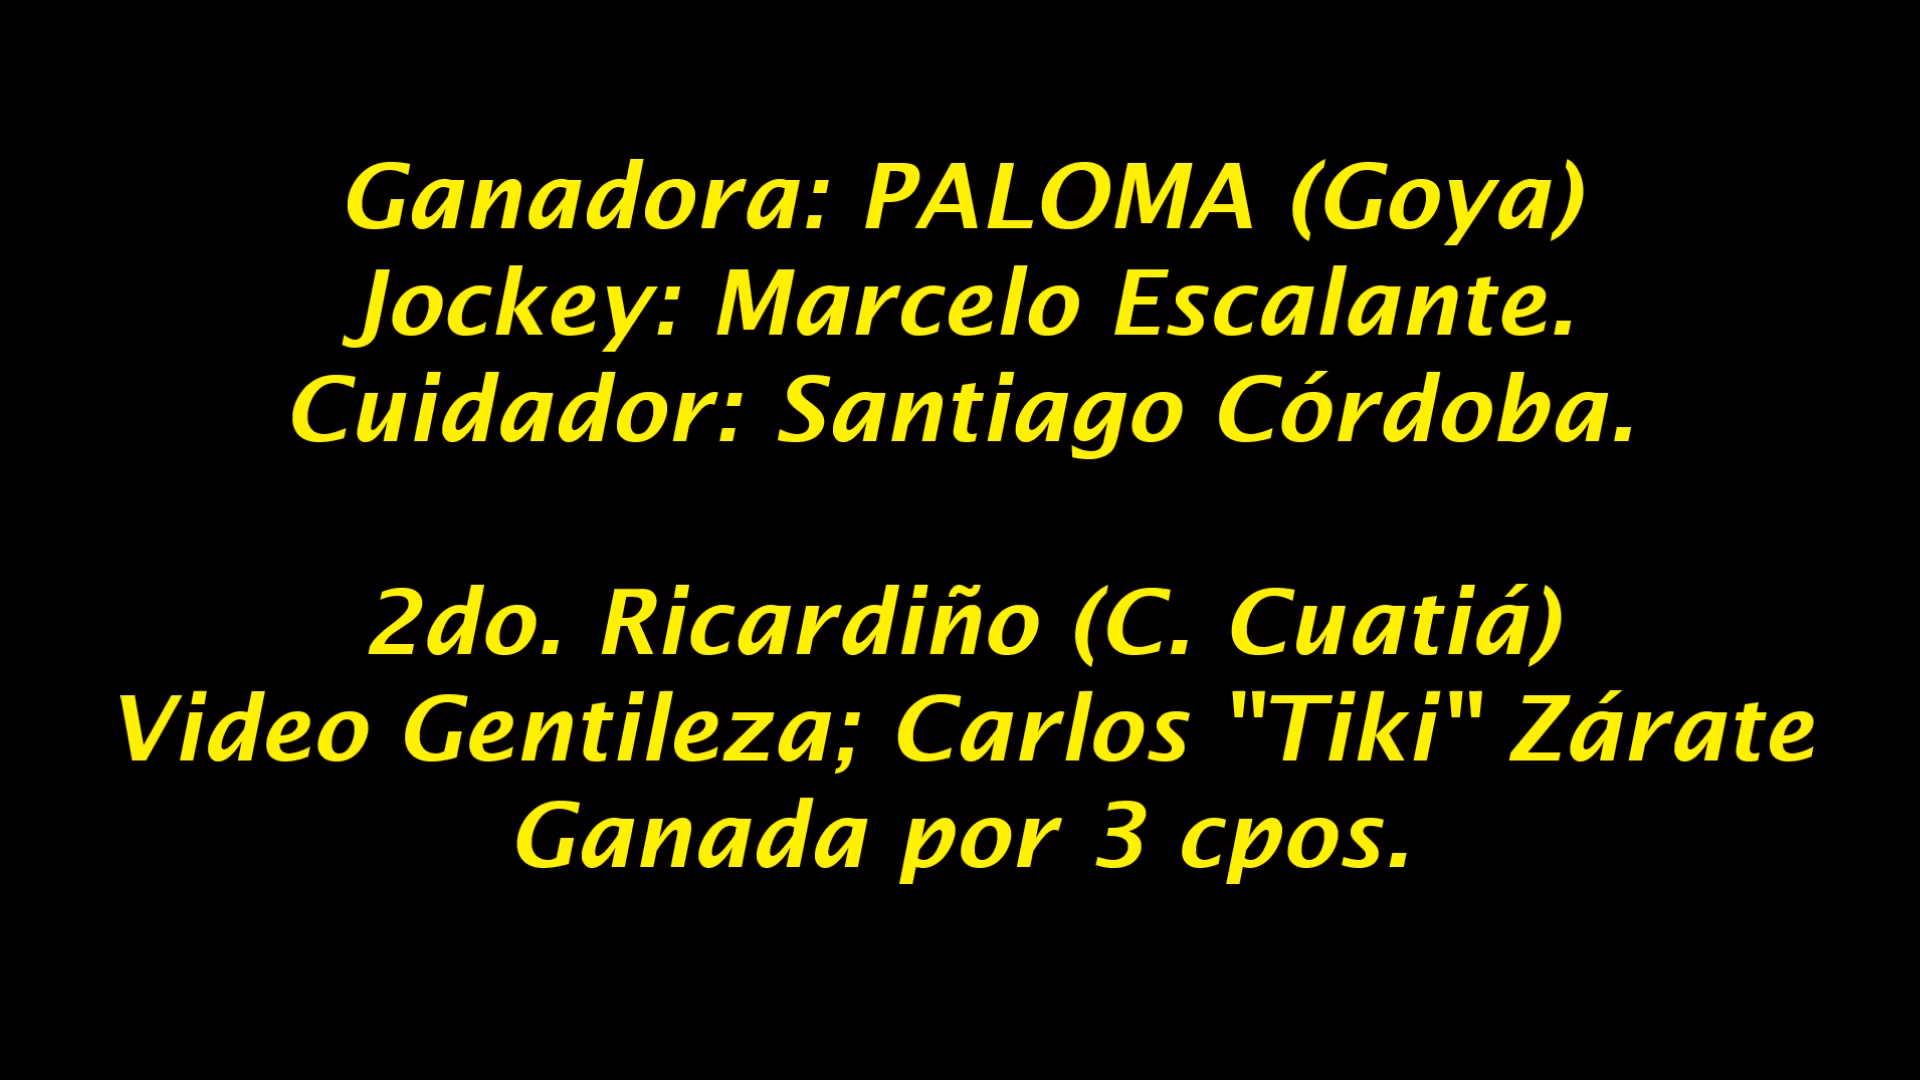 Ganadora: PALOMA (Goya)
Jockey: Marcelo Escalante.
Cuidador: Santiago Córdoba.
2do. Ricardiño (C. Cuatiá)
Video Gentileza; Carlos "Tiki" Zárate
Ganada por 3 cpos.